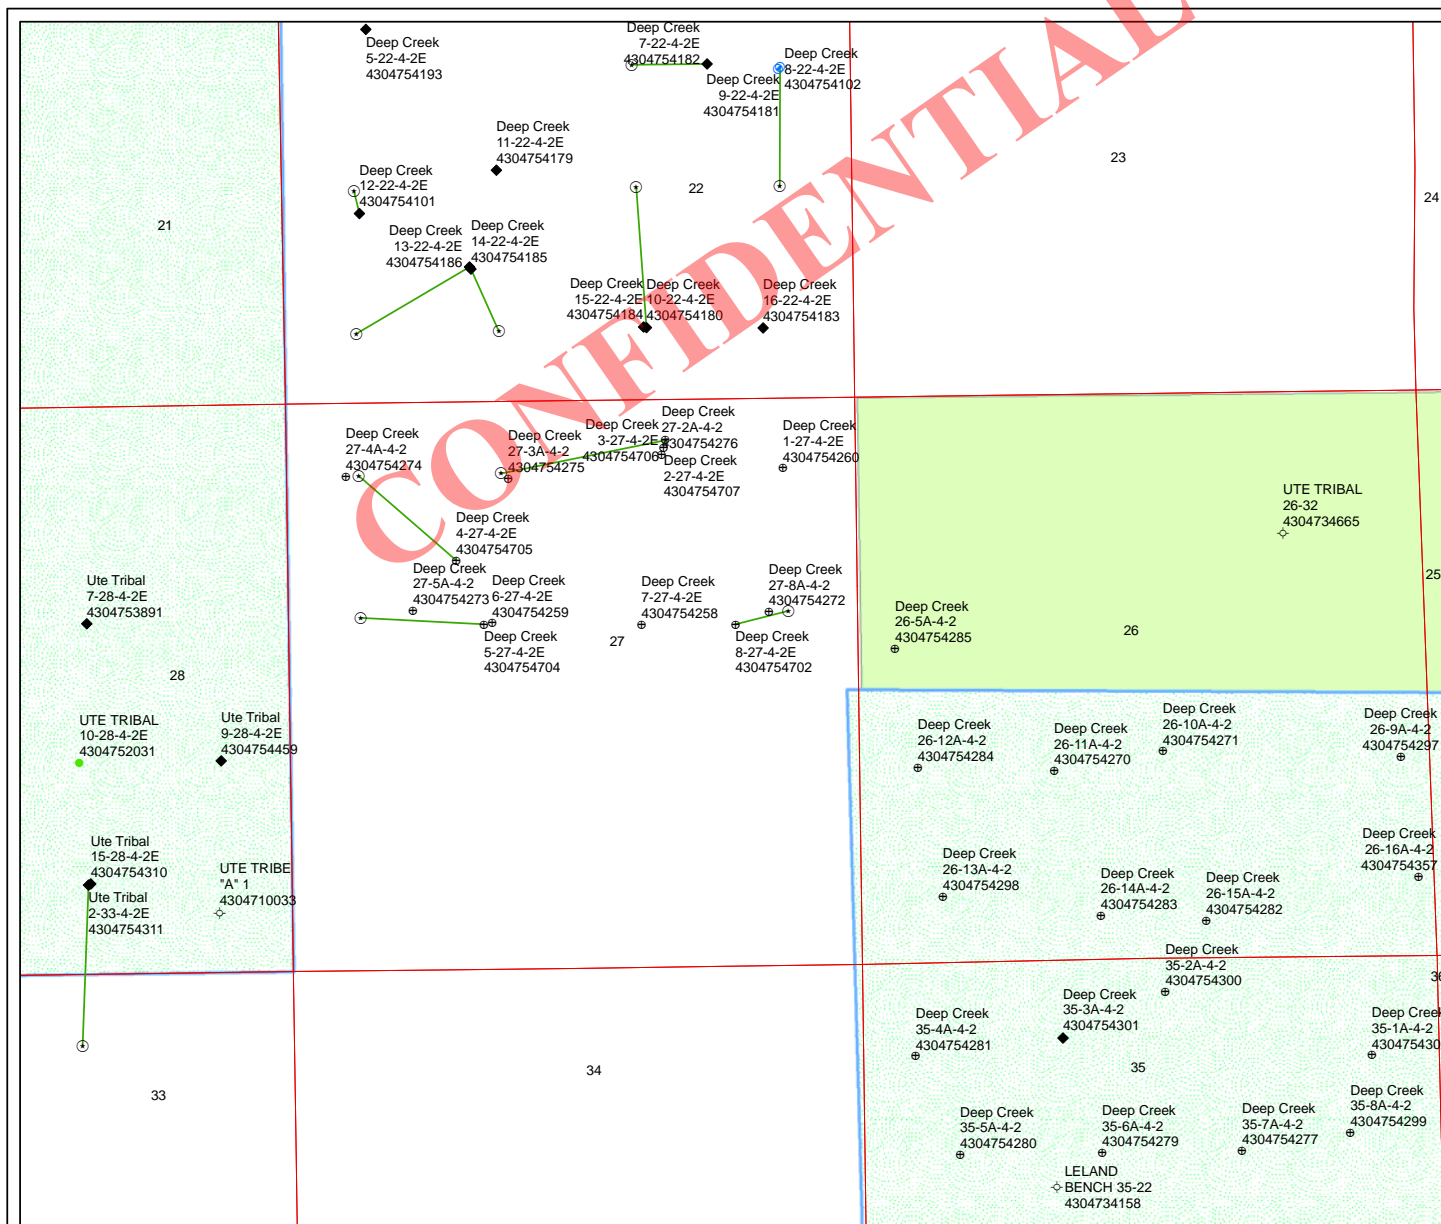 Deep Creek
5-22-4-2E
4304754193
Deep Creek
7-22-4-2E
4304754182
Deep Creek
9-22-4-2E
4304754181
Deep Creek
8-22-4-2E
4304754102
Deep Creek
11-22-4-2E
4304754179
Deep Creek
12-22-4-2E
4304754101
Deep Creek
13-22-4-2E
4304754186
Deep Creek
14-22-4-2E
4304754185
Deep Creek
15-22-4-2E
4304754184
Deep Creek
10-22-4-2E
4304754180
Deep Creek
16-22-4-2E
4304754183
21
22
23
24
CONFIDENTIAL
Deep Creek
27-4A-4-2
4304754274
Deep Creek
27-3A-4-2
4304754275
Deep Creek
3-27-4-2E
4304754706
Deep Creek
27-2A-4-2
4304754276
Deep Creek
2-27-4-2E
4304754707
Deep Creek
1-27-4-2E
4304754260
Deep Creek
4-27-4-2E
4304754705
Deep Creek
27-5A-4-2
4304754273
Deep Creek
6-27-4-2E
4304754259
Deep Creek
5-27-4-2E
4304754704
Deep Creek
7-27-4-2E
4304754258
Deep Creek
27-8A-4-2
4304754272
Deep Creek
8-27-4-2E
4304754702
27
UTE TRIBAL
26-32
4304734665
25
Deep Creek
26-5A-4-2
4304754285
26
Ute Tribal
7-28-4-2E
4304753891
28
UTE TRIBAL
10-28-4-2E
4304752031
Ute Tribal
9-28-4-2E
4304754459
Ute Tribal
15-28-4-2E
4304754310
Ute Tribal
2-33-4-2E
4304754311
UTE TRIBE
"A" 1
4304710033
Deep Creek
26-12A-4-2
4304754284
Deep Creek
26-11A-4-2
4304754270
Deep Creek
26-10A-4-2
4304754271
Deep Creek
26-9A-4-2
4304754297
Deep Creek
26-13A-4-2
4304754298
Deep Creek
26-14A-4-2
4304754283
Deep Creek
26-15A-4-2
4304754282
Deep Creek
26-16A-4-2
4304754357
Deep Creek
35-2A-4-2
4304754300
36
Deep Creek
35-4A-4-2
4304754281
Deep Creek
35-3A-4-2
4304754301
Deep Creek
35-1A-4-2
430475430
35
33
34
Deep Creek
35-5A-4-2
4304754280
Deep Creek
35-6A-4-2
4304754279
Deep Creek
35-7A-4-2
4304754277
Deep Creek
35-8A-4-2
4304754299
LELAND
BENCH 35-22
4304734158